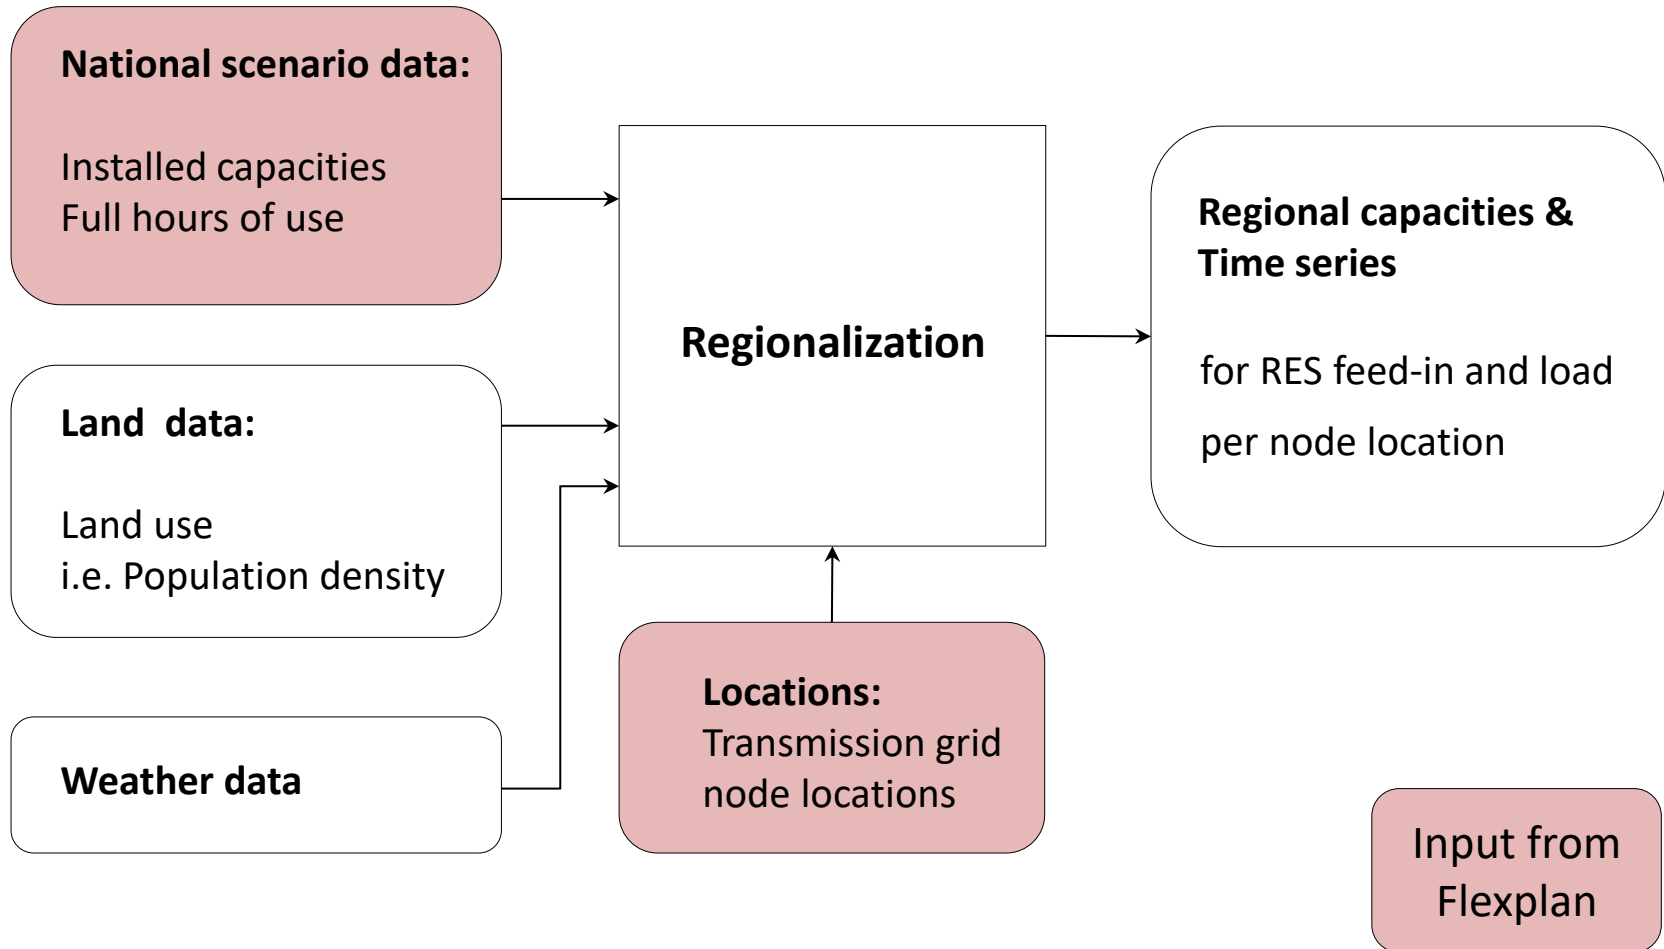 National scenario data:
Installed capacities
Full hours of use
Land  data:
Land use
i.e. Population density
Weather data
Regionalization
Locations:
Transmission grid
node locations
Regional capacities &
Time series
for RES feed-in and load
per node location
Input from
Flexplan